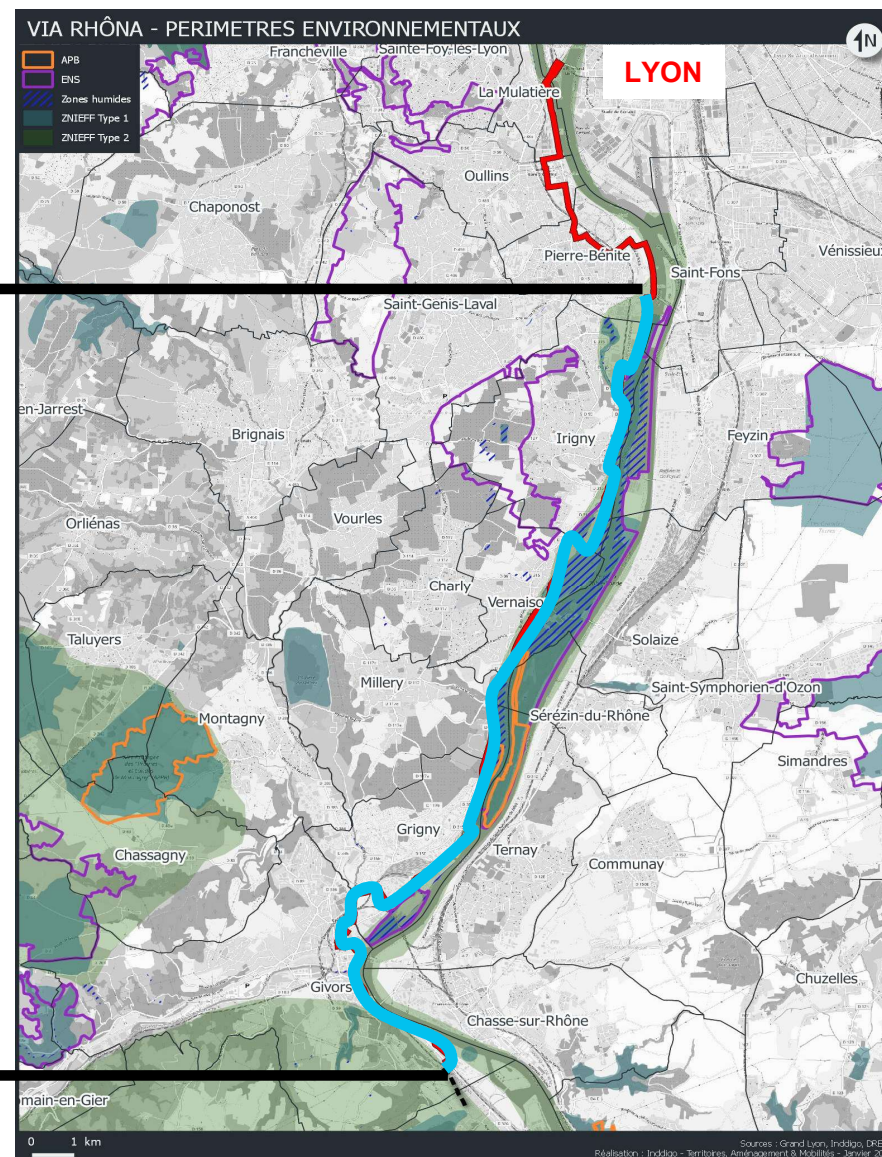 VIA RHÔNA - PERIMETRES ENVIRONNEMENTAUX
1N
APB
ENS
Zones humides
ZNIEFF Type 1
ZNIEFF Type 2
Francheville
Sainte-Foy-les-Lyon
LYON
La Mulatière
Oullins
Chaponost
Pierre-Bénite
Saint-Fons
Vénissieux
Saint-Genis-Laval
en-Jarrest
Brignais
Irigny
Feyzin
Orliénas
Vourles
Charly
Vernaiso
Taluyers
Solaize
Millery
Saint-Symphorien-d'Ozon
Montagny
Sérézin-du-Rhône
Simandres
Grigny
Ternay
Chassagny
Communay
Chuzelles
Givors
Chasse-sur-Rhône
omain-en-Gier
0 1 km
Sources : Grand Lyon, Inddigo, DRE
Réalisation : Inddigo - Territoires, Aménagement & Mobilités - Janvier 20